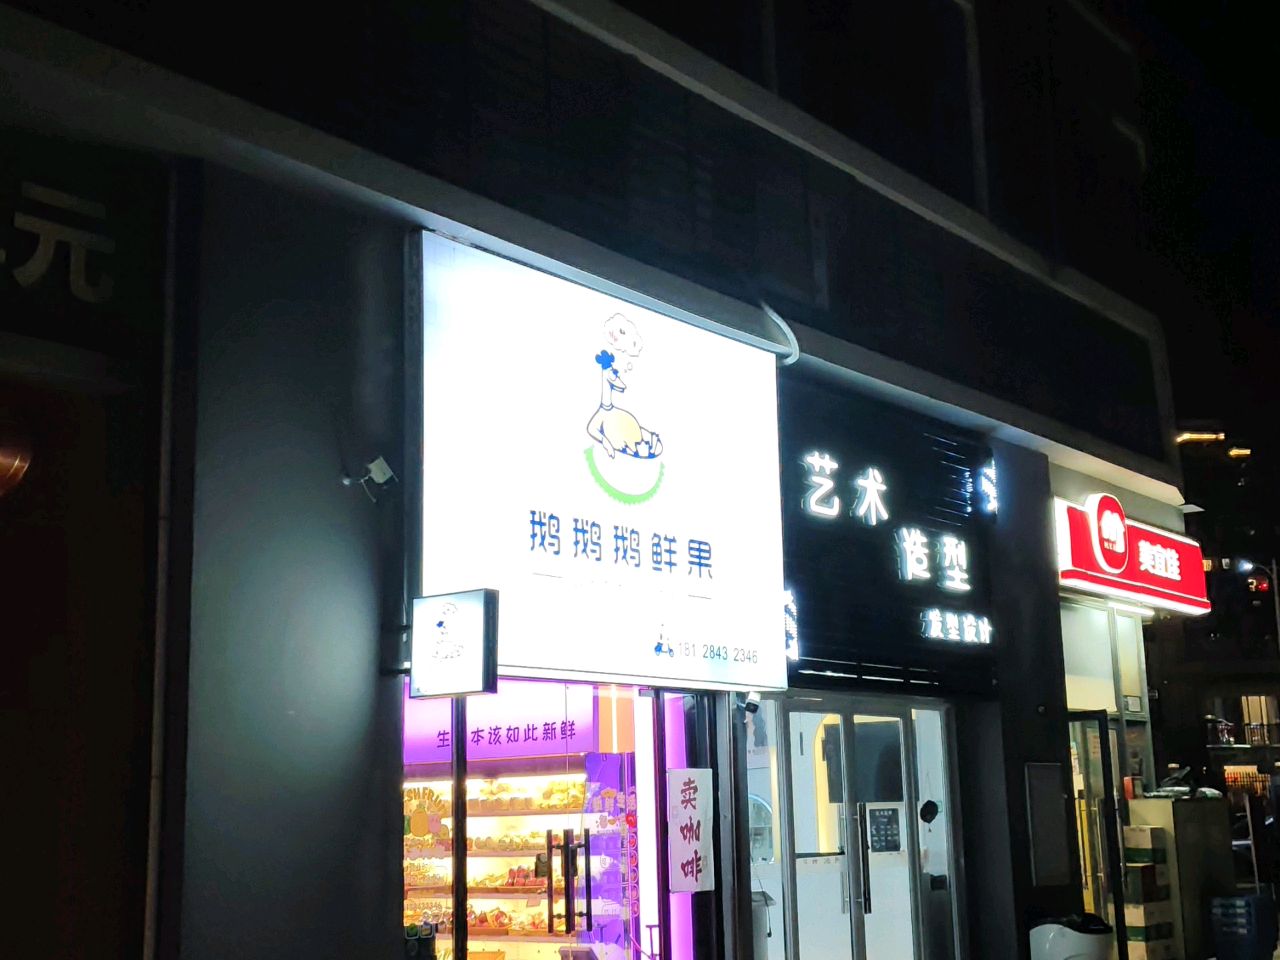 元
鹅鹅鹅鲜果
181 2843 2346
艺术
造型
发型设计
美宜佳
生 本该如此新鲜
卖咖啡